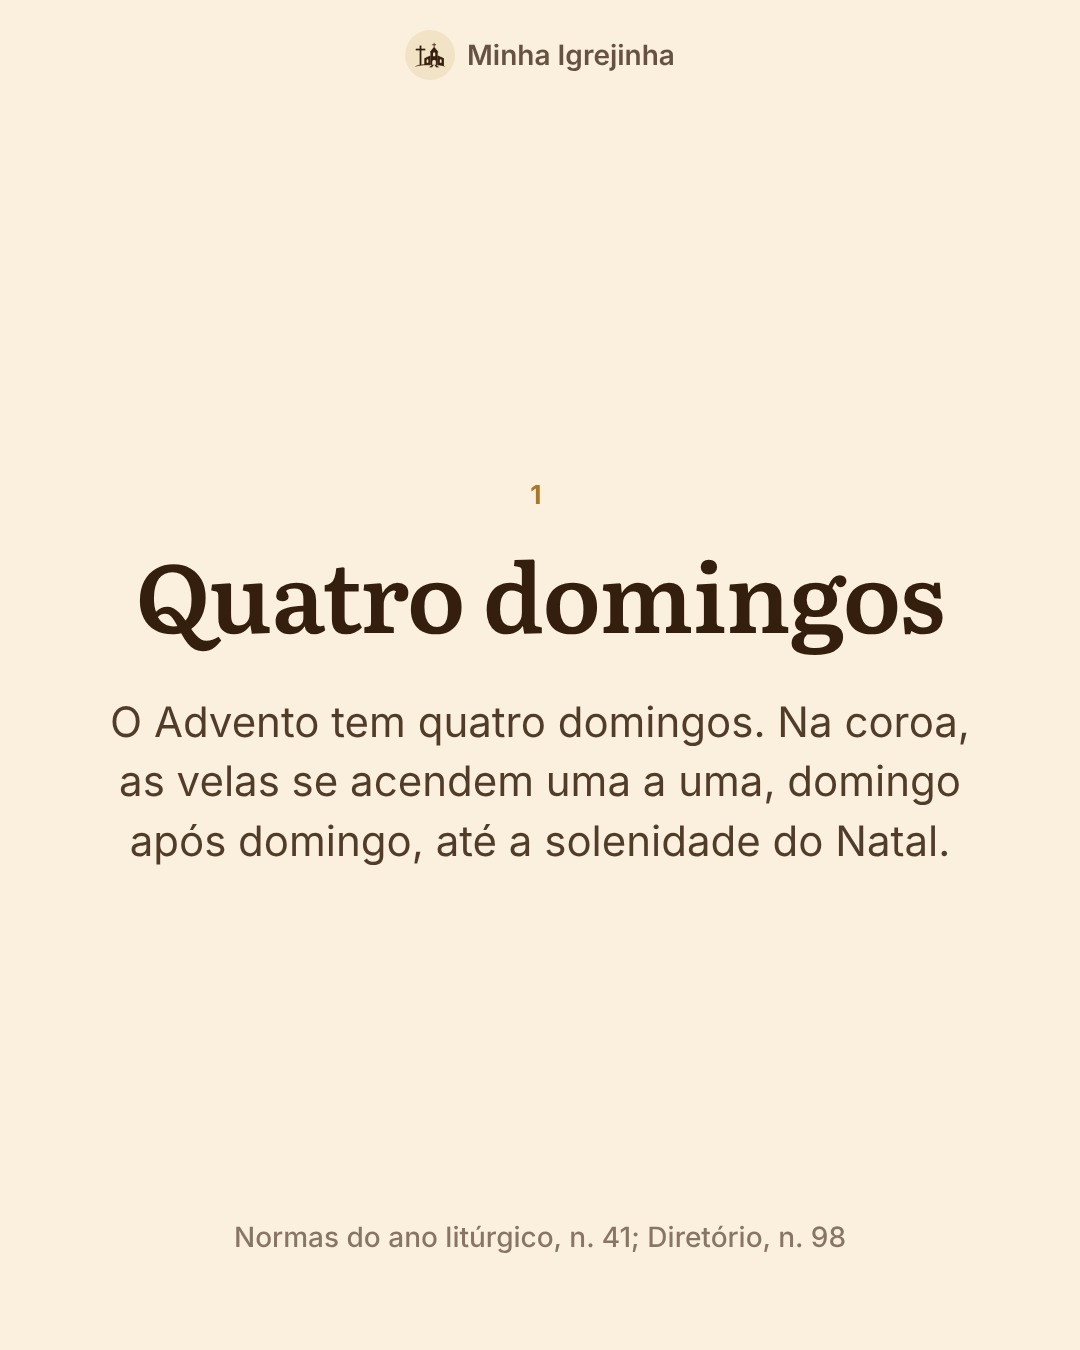 Minha Igrejinha
1
Quatro domingos
O Advento tem quatro domingos. Na coroa,
as velas se acendem uma a uma, domingo
após domingo, até a solenidade do Natal.
Normas do ano litúrgico, n. 41; Diretório, n. 98